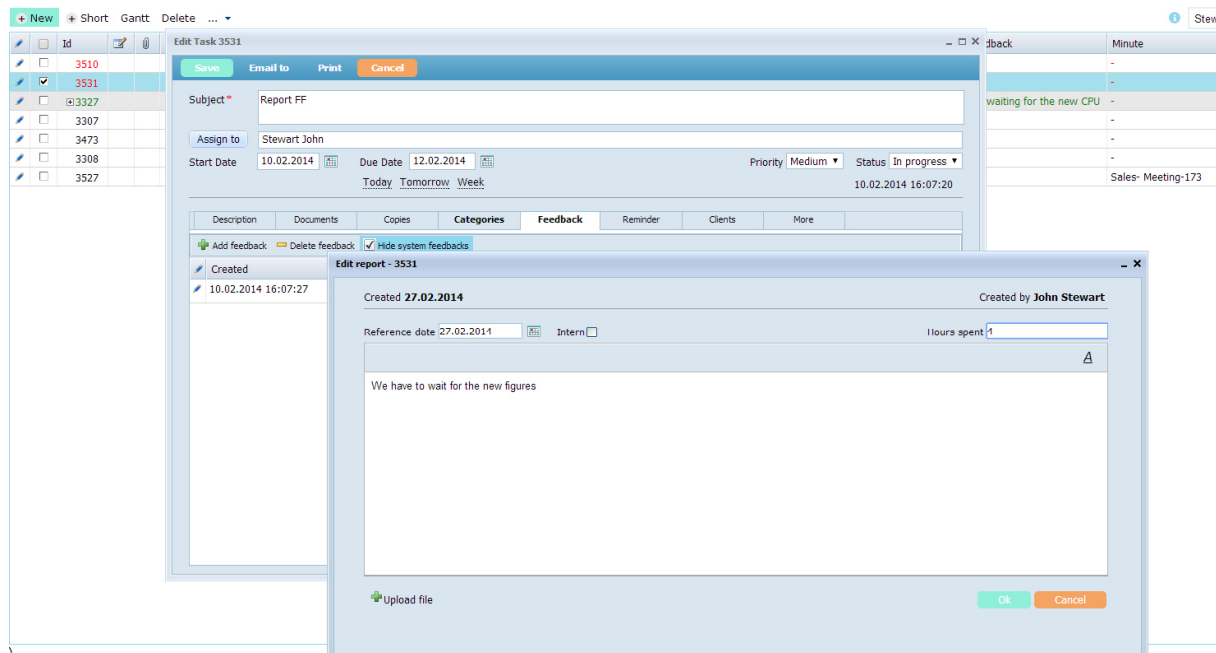 New Short Gantt Delete ... Stew
Id dback Minute
3510 -
3531 -
3327 waiting for the new CPU -
3307 -
3473 -
3308 -
3527 Sales- Meeting-173
Edit Task 3531
Save Email to Print Cancel
Subject * Report FF
Assign to Stewart John
Start Date 10.02.2014 Due Date 12.02.2014 Priority Medium Status In progress
Today Tomorrow Week 10.02.2014 16:07:20
Description Documents Copies Categories Feedback Reminder Clients More
Add feedback Delete feedback Hide system feedbacks
Created
10.02.2014 16:07:27
Edit report - 3531
Created 27.02.2014 Created by John Stewart
Reference date 27.02.2014 Intern Hours spent 4
A
We have to wait for the new figures
Upload file Ok Cancel